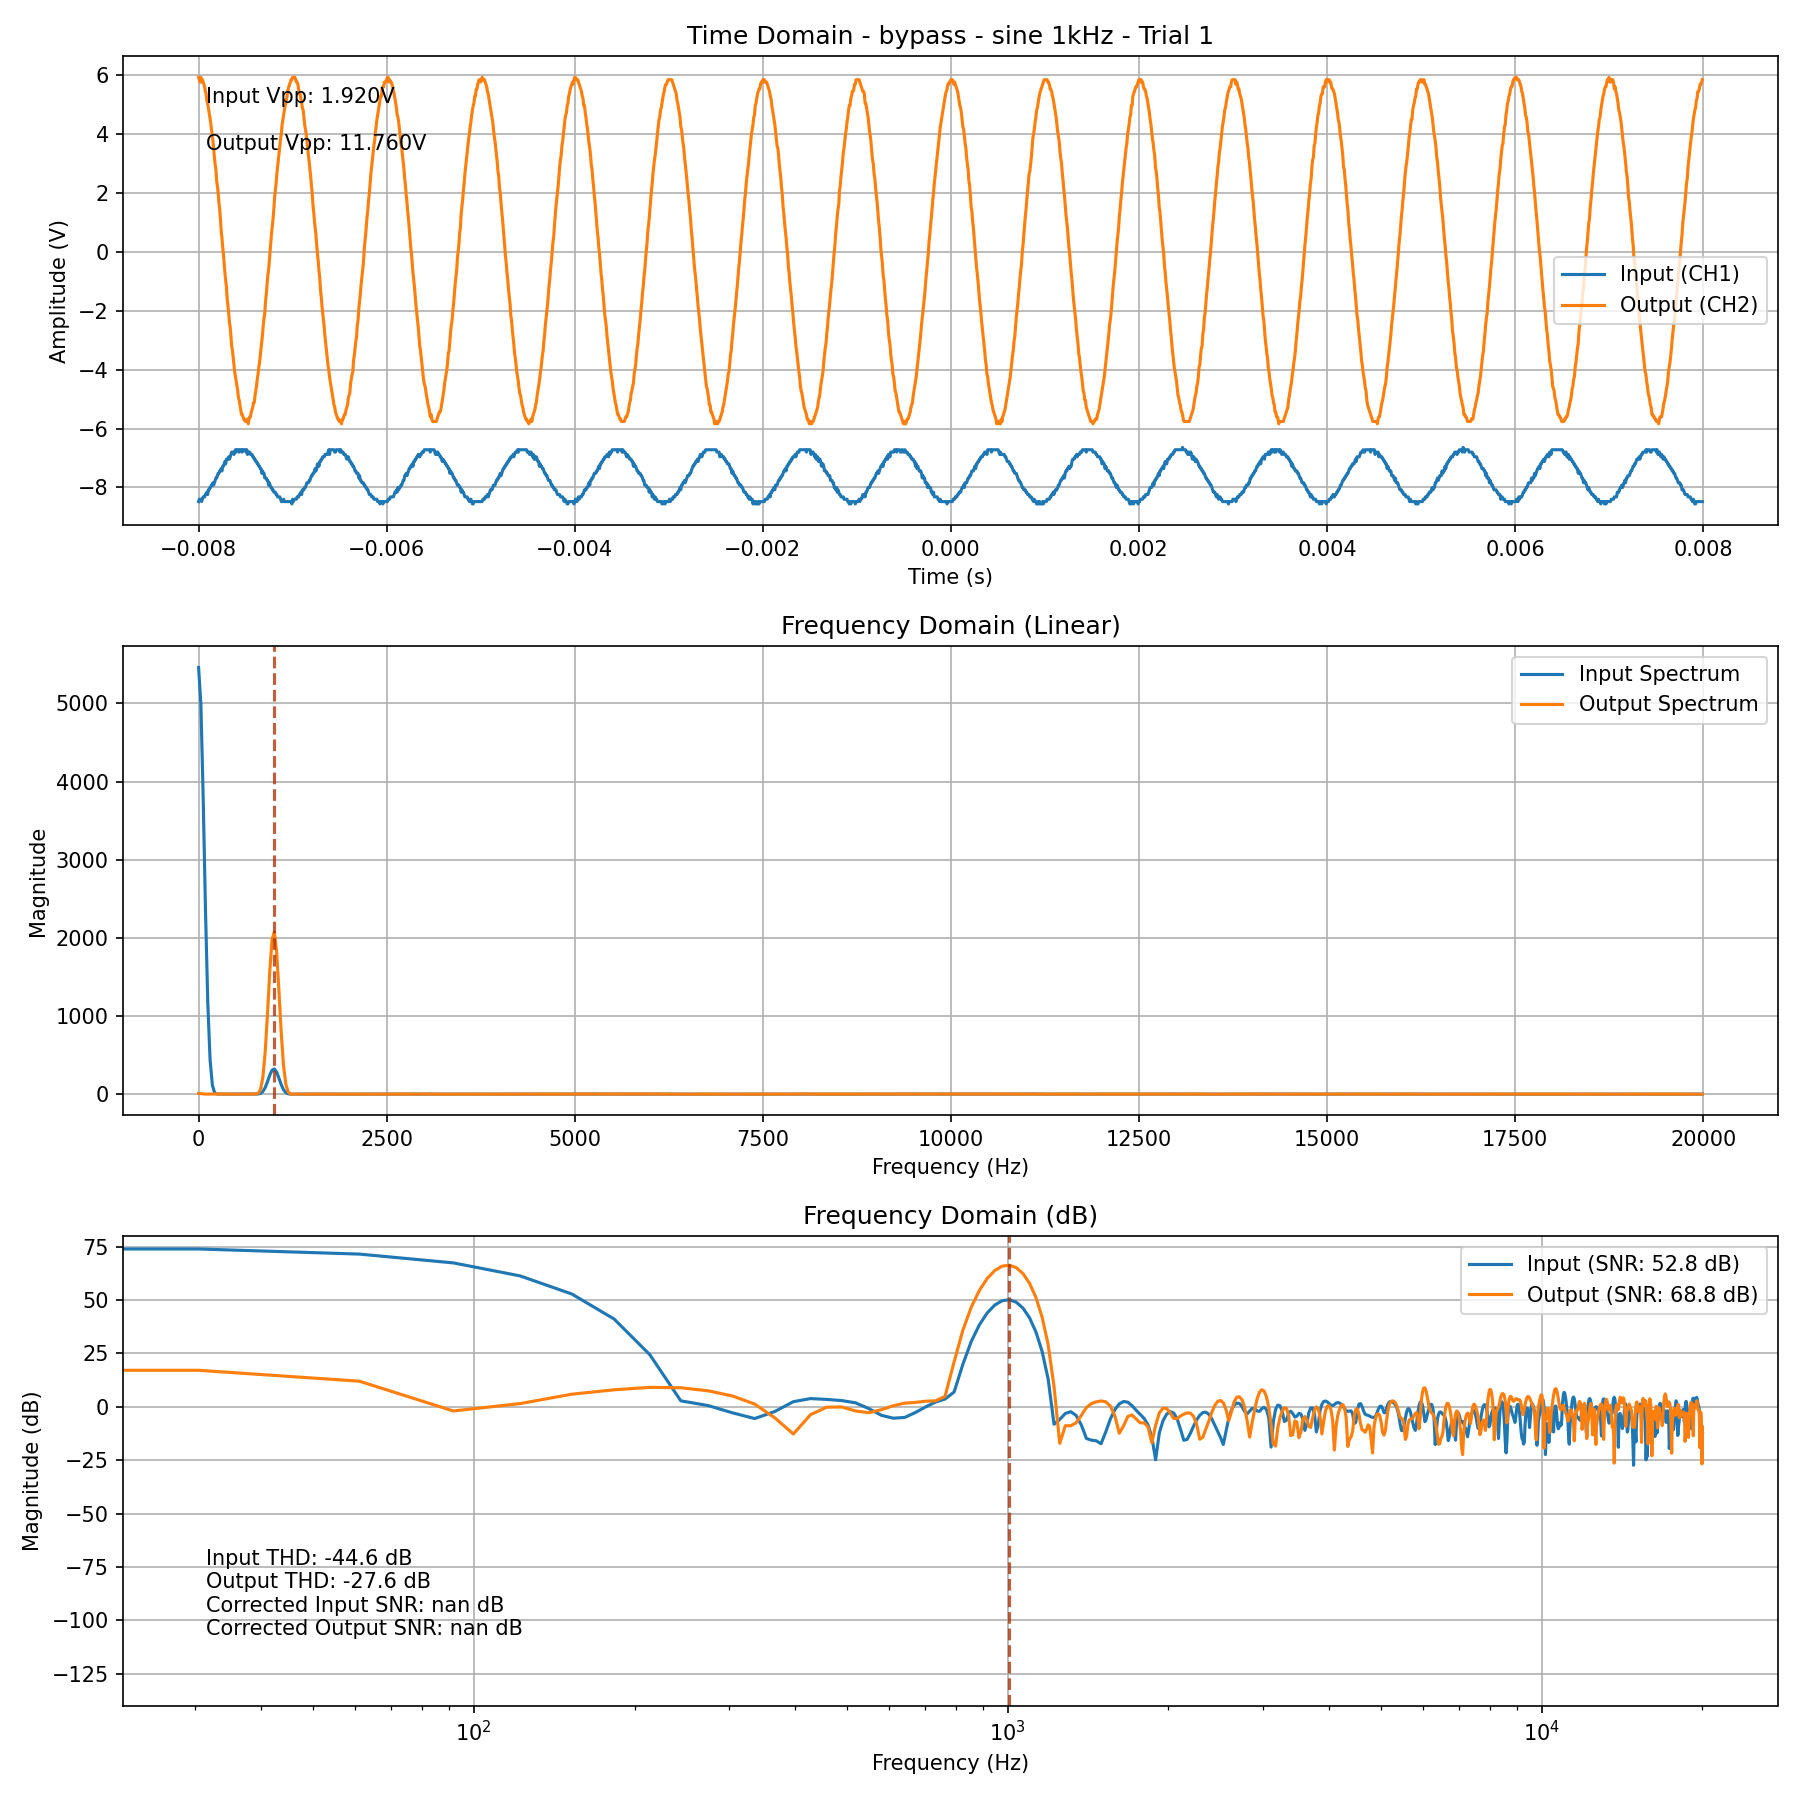 Time Domain - bypass - sine 1kHz - Trial 1
6
4
2
0
−2
−4
−6
−8
Amplitude (V)
Input Vpp: 1.920V
Output Vpp: 11.760V
Input (CH1)
Output (CH2)
−0.008 −0.006 −0.004 −0.002 0.000 0.002 0.004 0.006 0.008
Time (s)
Frequency Domain (Linear)
5000
4000
3000
2000
1000
0
Magnitude
Input Spectrum
Output Spectrum
0 2500 5000 7500 10000 12500 15000 17500 20000
Frequency (Hz)
Frequency Domain (dB)
75
50
25
0
−25
−50
−75
−100
−125
Magnitude (dB)
Input (SNR: 52.8 dB)
Output (SNR: 68.8 dB)
Input THD: -44.6 dB
Output THD: -27.6 dB
Corrected Input SNR: nan dB
Corrected Output SNR: nan dB
10² 10³ 10⁴
Frequency (Hz)